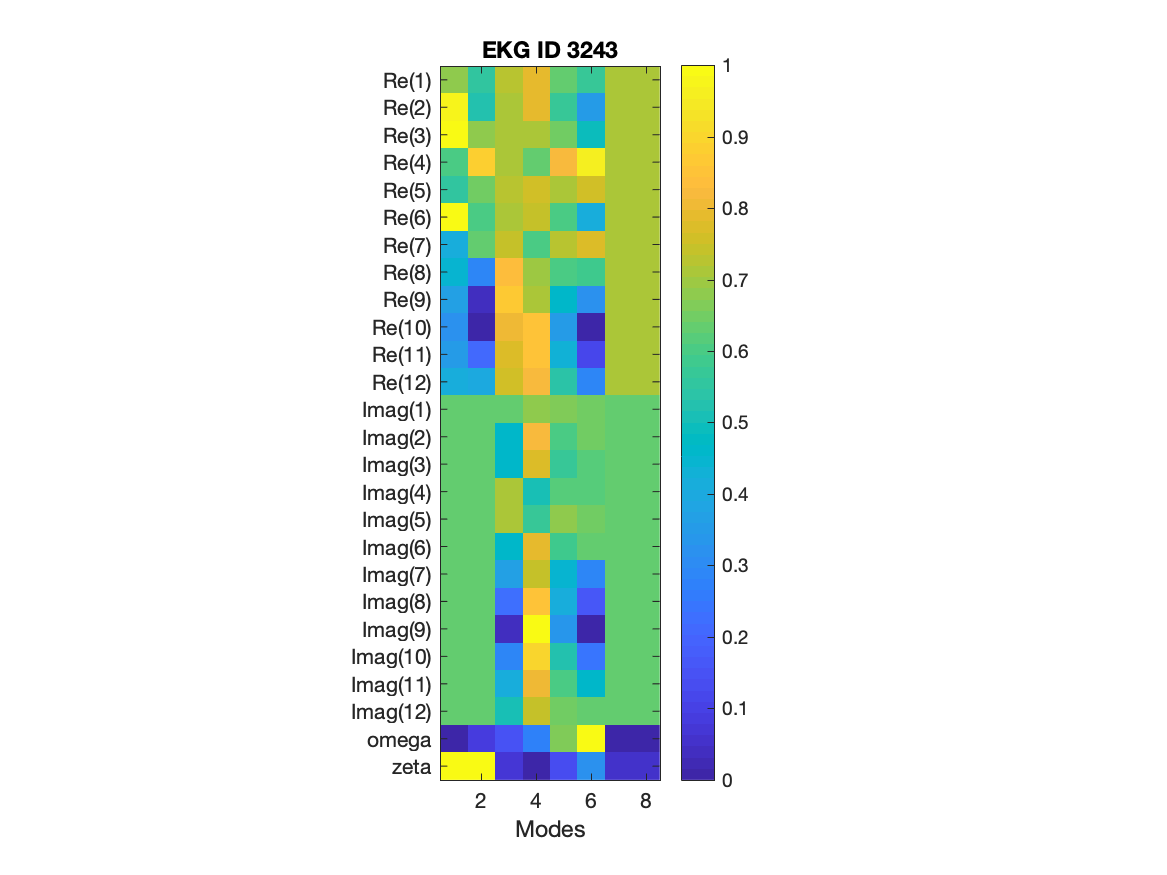 EKG ID 3243
Re(1)
Re(2)
Re(3)
Re(4)
Re(5)
Re(6)
Re(7)
Re(8)
Re(9)
Re(10)
Re(11)
Re(12)
Imag(1)
Imag(2)
Imag(3)
Imag(4)
Imag(5)
Imag(6)
Imag(7)
Imag(8)
Imag(9)
Imag(10)
Imag(11)
Imag(12)
omega
zeta
2 4 6 8
Modes
1
0.9
0.8
0.7
0.6
0.5
0.4
0.3
0.2
0.1
0